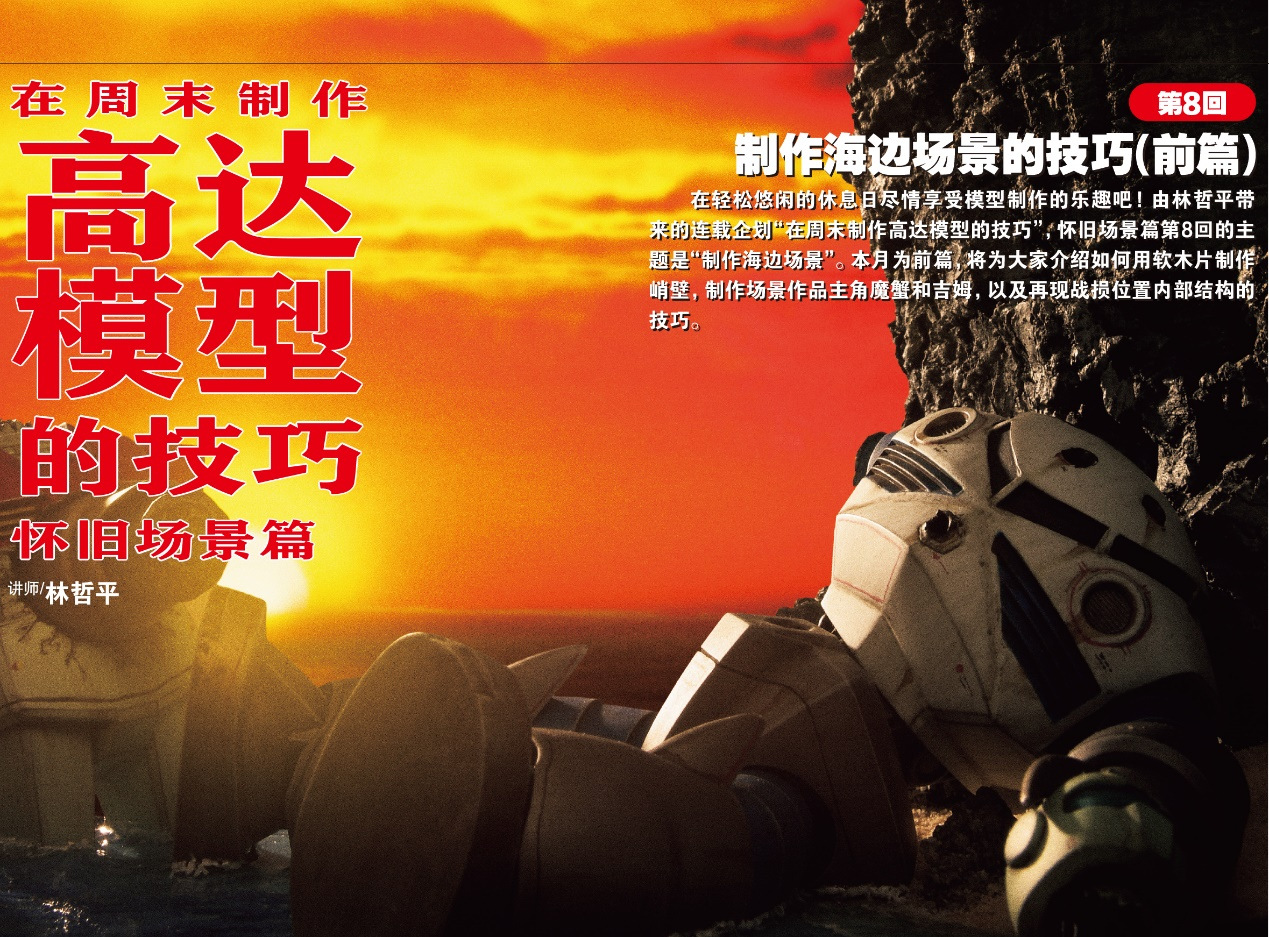 在周末制作
高达
模型
的技巧
怀旧场景篇
讲师/林哲平
第8回
制作海边场景的技巧(前篇)
在轻松悠闲的休息日尽情享受模型制作的乐趣吧！由林哲平带
来的连载企划“在周末制作高达模型的技巧”，怀旧场景篇第8回的主
题是“制作海边场景”。本月为前篇，将为大家介绍如何用软木片制作
峭壁，制作场景作品主角魔蟹和吉姆，以及再现战损位置内部结构的
技巧。